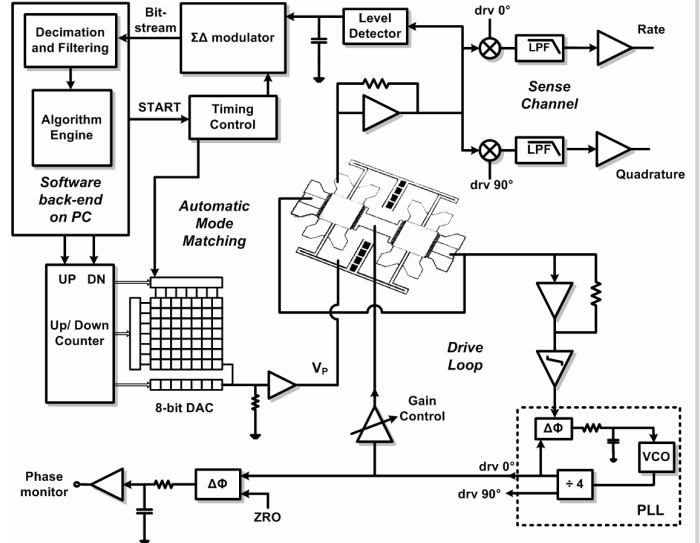 Decimation
and Filtering
Algorithm
Engine
Software
back-end
on PC
Bit-
stream
ΣΔ modulator
START
Timing
Control
Level
Detector
drv 0°
LPF
Rate
Sense
Channel
LPF
drv 90°
Quadrature
Automatic
Mode
Matching
UP DN
Up/ Down
Counter
8-bit DAC
VP
Drive
Loop
Gain
Control
ΔΦ
VCO
÷ 4
PLL
drv 0°
drv 90°
Phase
monitor
ΔΦ
ZRO